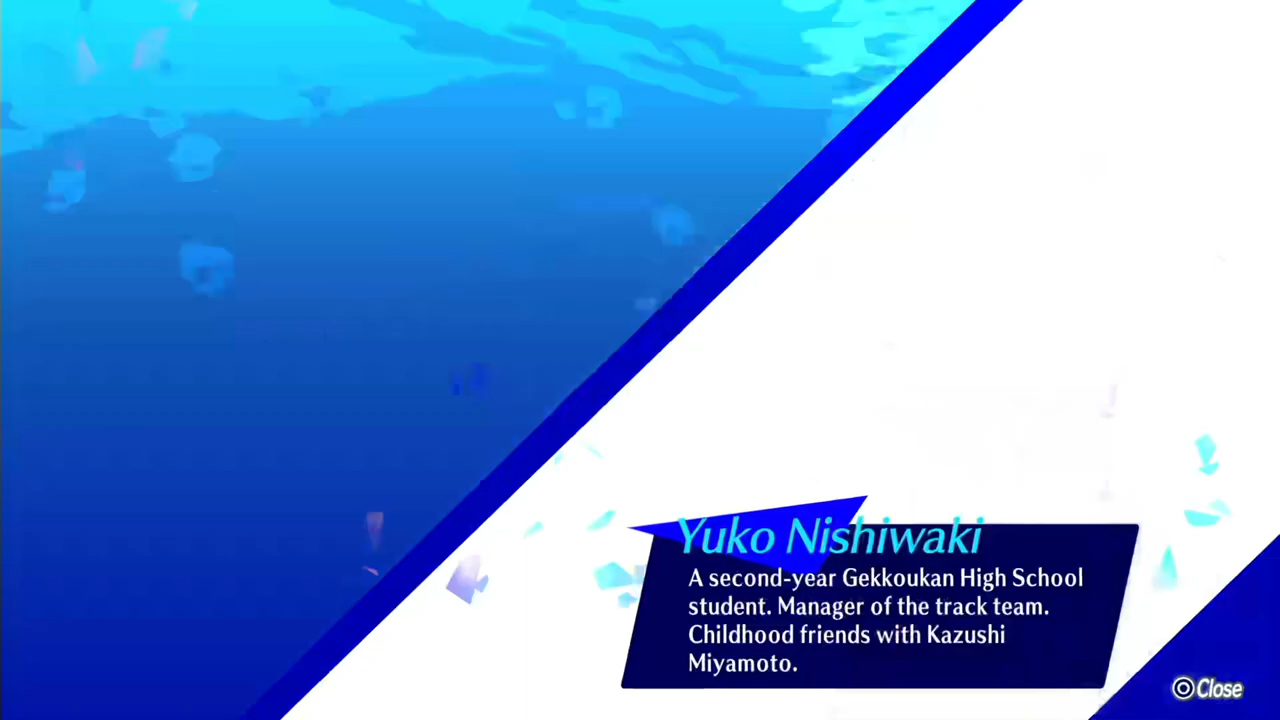 Yuko Nishiwaki
A second-year Gekkoukan High School
student. Manager of the track team.
Childhood friends with Kazushi
Miyamoto.
Close